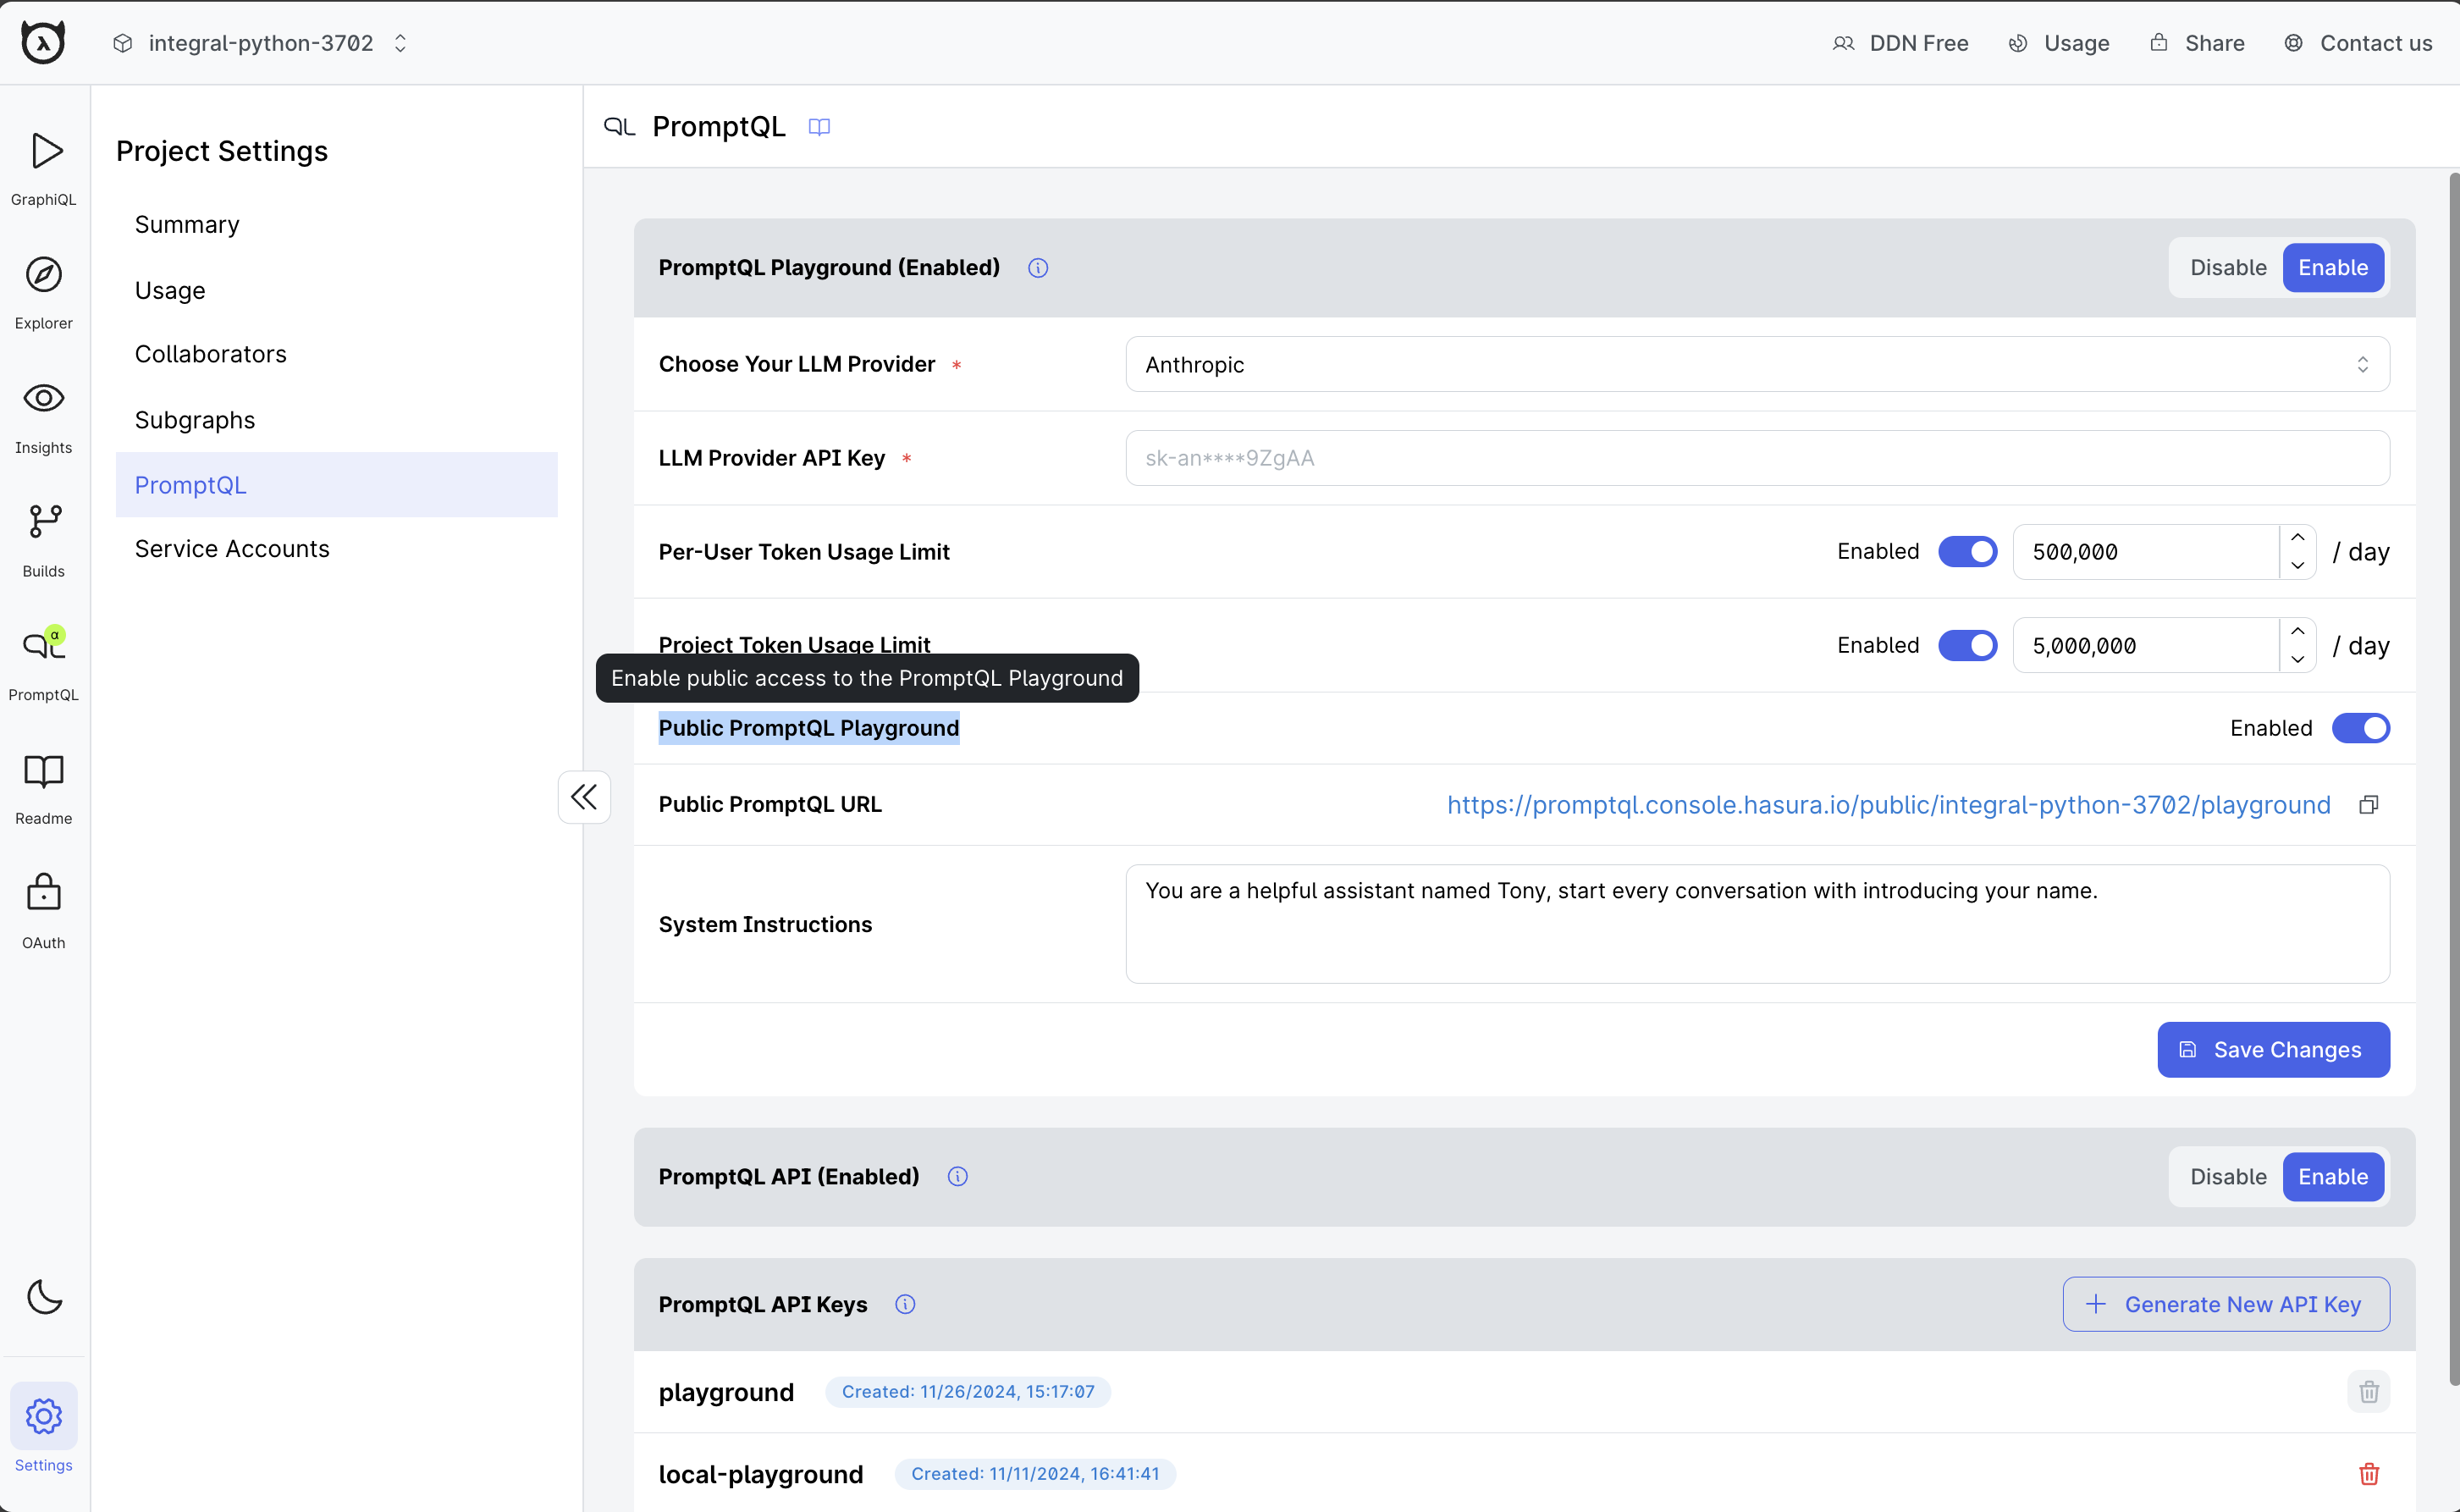 integral-python-3702
DDN Free
Usage
Share
Contact us
GraphiQL
Explorer
Insights
Builds
α
PromptQL
Readme
OAuth
Settings
Project Settings
Summary
Usage
Collaborators
Subgraphs
PromptQL
Service Accounts
PromptQL
PromptQL Playground (Enabled)
Disable
Enable
Choose Your LLM Provider *
Anthropic
LLM Provider API Key *
sk-an****9ZgAA
Per-User Token Usage Limit
Enabled
500,000
/ day
Project Token Usage Limit
Enabled
5,000,000
/ day
Enable public access to the PromptQL Playground
Public PromptQL Playground
Enabled
Public PromptQL URL
https://promptql.console.hasura.io/public/integral-python-3702/playground
System Instructions
You are a helpful assistant named Tony, start every conversation with introducing your name.
Save Changes
PromptQL API (Enabled)
Disable
Enable
PromptQL API Keys
Generate New API Key
playground
Created: 11/26/2024, 15:17:07
local-playground
Created: 11/11/2024, 16:41:41